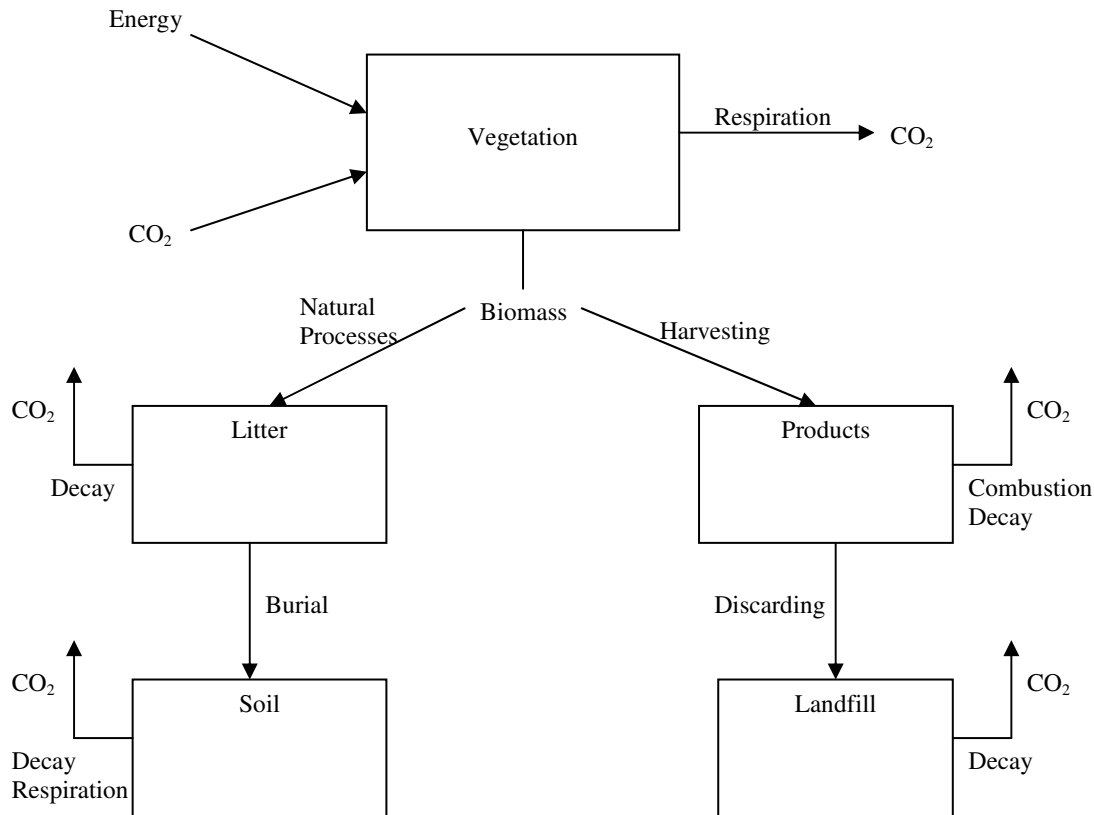 Energy
Vegetation
Respiration
CO₂
CO₂
Natural
Processes
Biomass
Harvesting
CO₂
Litter
Products
CO₂
Decay
Combustion
Decay
Burial
Discarding
CO₂
Soil
Landfill
CO₂
Decay
Respiration
Decay